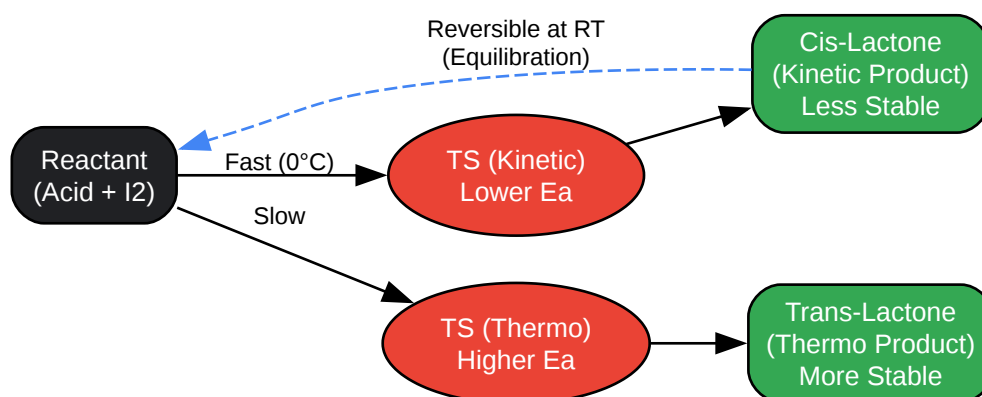 Reversible at RT
(Equilibration)
Cis-Lactone
(Kinetic Product)
Less Stable
Reactant
(Acid + I2)
Fast (0°C)
TS (Kinetic)
Lower Ea
Slow
TS (Thermo)
Higher Ea
Trans-Lactone
(Thermo Product)
More Stable